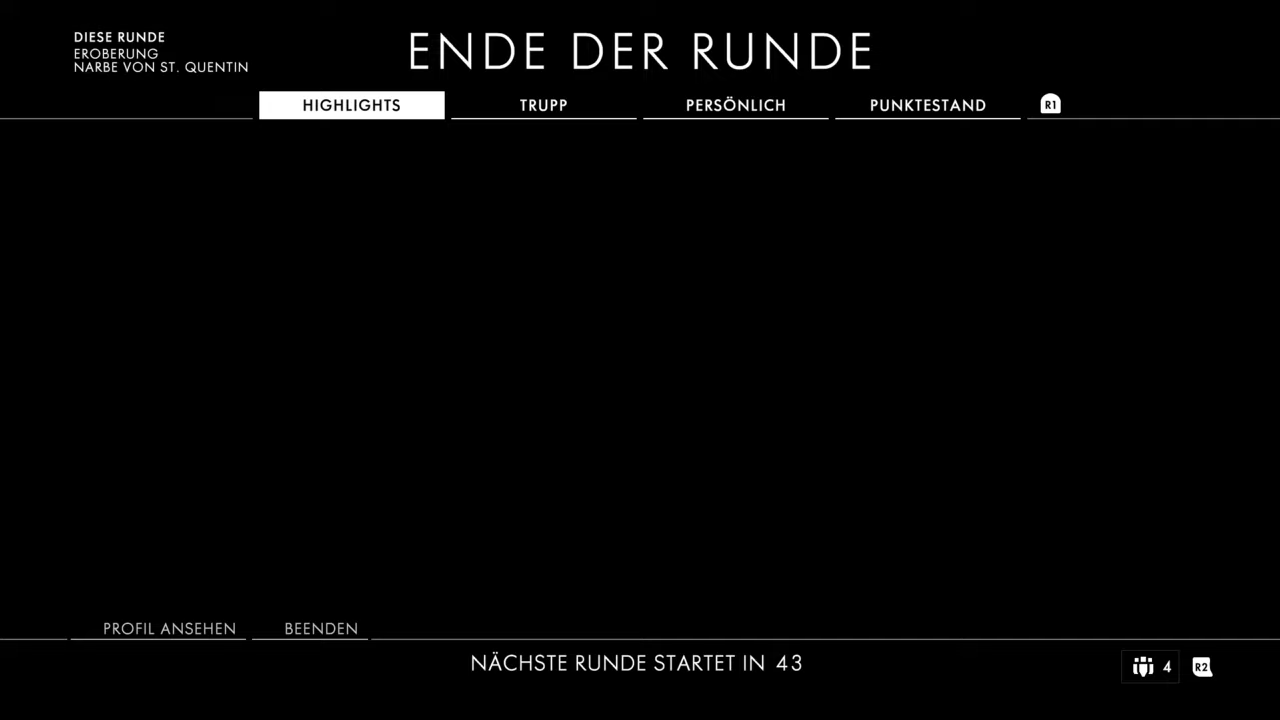 DIESE RUNDE
EROBERUNG
NARBE VON ST. QUENTIN
ENDE DER RUNDE
HIGHLIGHTS
TRUPP
PERSÖNLICH
PUNKTESTAND
R1
PROFIL ANSEHEN
BEENDEN
NÄCHSTE RUNDE STARTET IN 43
4
R2